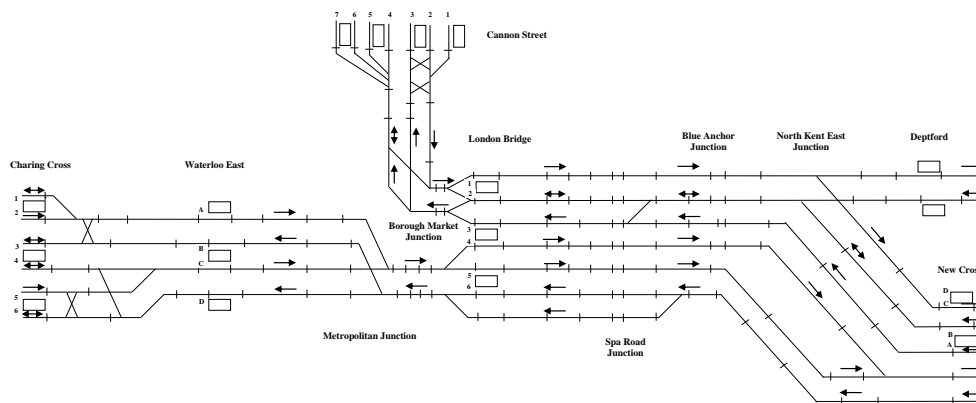 7 6 5 4 3 2 1
Cannon Street
London Bridge
Blue Anchor
Junction
North Kent East
Junction
Deptford
Charing Cross
Waterloo East
1
2
A
1
2
Borough Market
Junction
3
4
B
C
3
4
5
6
D
5
6
New Cros
D
C
B
A
Metropolitan Junction
Spa Road
Junction